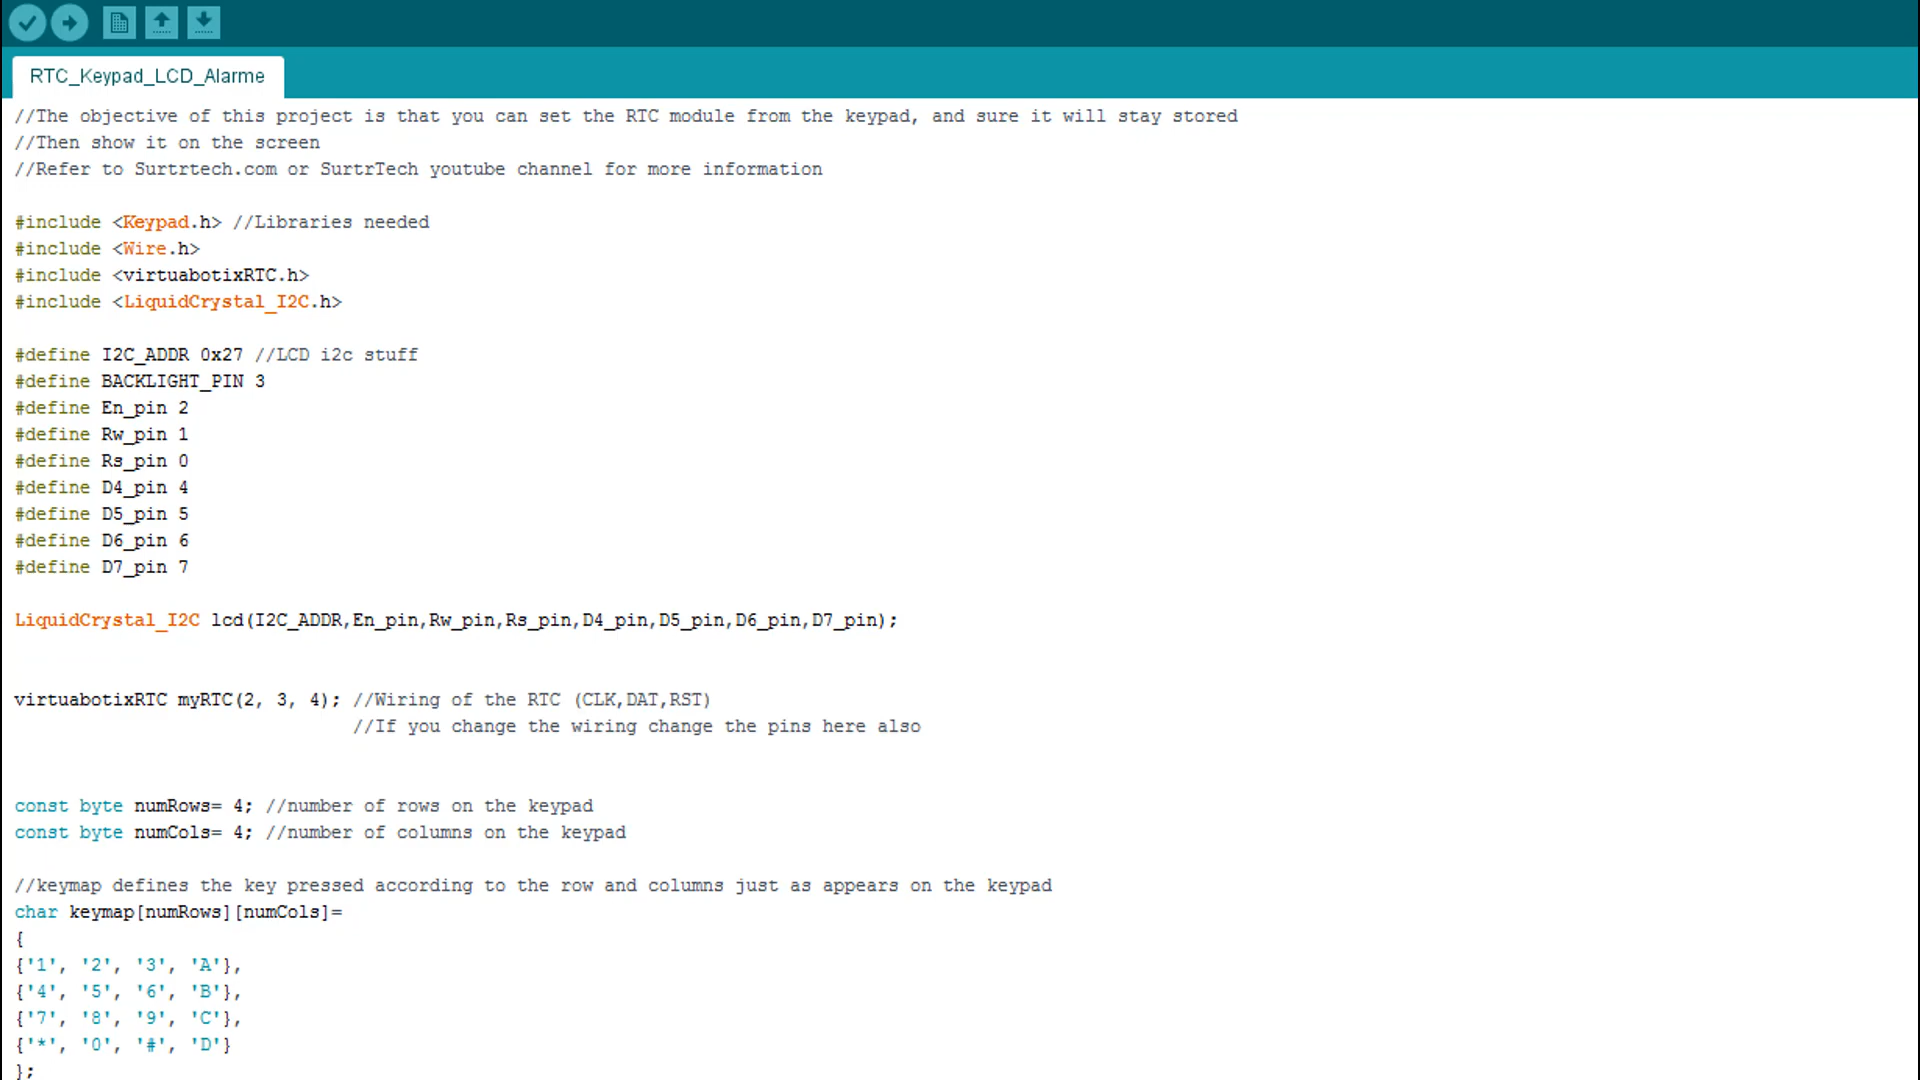 RTC_Keypad_LCD_Alarme
//The objective of this project is that you can set the RTC module from the keypad, and sure it will stay stored
//Then show it on the screen
//Refer to Surtrtech.com or SurtrTech youtube channel for more information
#include <Keypad.h> //Libraries needed
#include <Wire.h>
#include <virtuabotixRTC.h>
#include <LiquidCrystal_I2C.h>
#define I2C_ADDR 0x27 //LCD i2c stuff
#define BACKLIGHT_PIN 3
#define En_pin 2
#define Rw_pin 1
#define Rs_pin 0
#define D4_pin 4
#define D5_pin 5
#define D6_pin 6
#define D7_pin 7
LiquidCrystal_I2C lcd(I2C_ADDR,En_pin,Rw_pin,Rs_pin,D4_pin,D5_pin,D6_pin,D7_pin);
virtuabotixRTC myRTC(2, 3, 4); //Wiring of the RTC (CLK,DAT,RST)
//If you change the wiring change the pins here also
const byte numRows= 4; //number of rows on the keypad
const byte numCols= 4; //number of columns on the keypad
//keymap defines the key pressed according to the row and columns just as appears on the keypad
char keymap[numRows][numCols]=
{
{'1', '2', '3', 'A'},
{'4', '5', '6', 'B'},
{'7', '8', '9', 'C'},
{'*', '0', '#', 'D'}
};